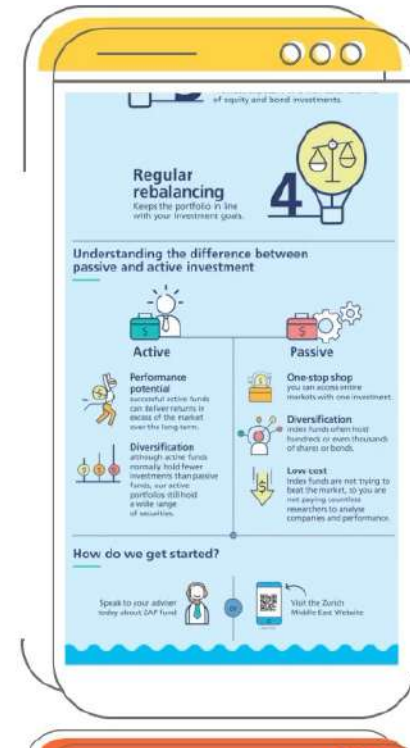 of equity and bond investments.
Regular
rebalancing
Keeps the portfolio in line
with your investment goals.
4
Understanding the difference between
passive and active investment
Active
Performance
potential
successful active funds
can deliver returns in
excess of the market
over the long term.
Diversification
although active funds
normally hold fewer
investments than passive
funds, our active
portfolios still hold
a wide range
of securities.
Passive
One-stop shop
you can access entire
markets with one investment.
Diversification
Index funds often hold
hundreds or even thousands
of shares or bonds.
Low cost
Index funds are not trying to
beat the market, so you are
not paying countless
researchers to analyse
companies and performance.
How do we get started?
Speak to your adviser
today about ZAP fund
or
Visit the Zurich
Middle East Website